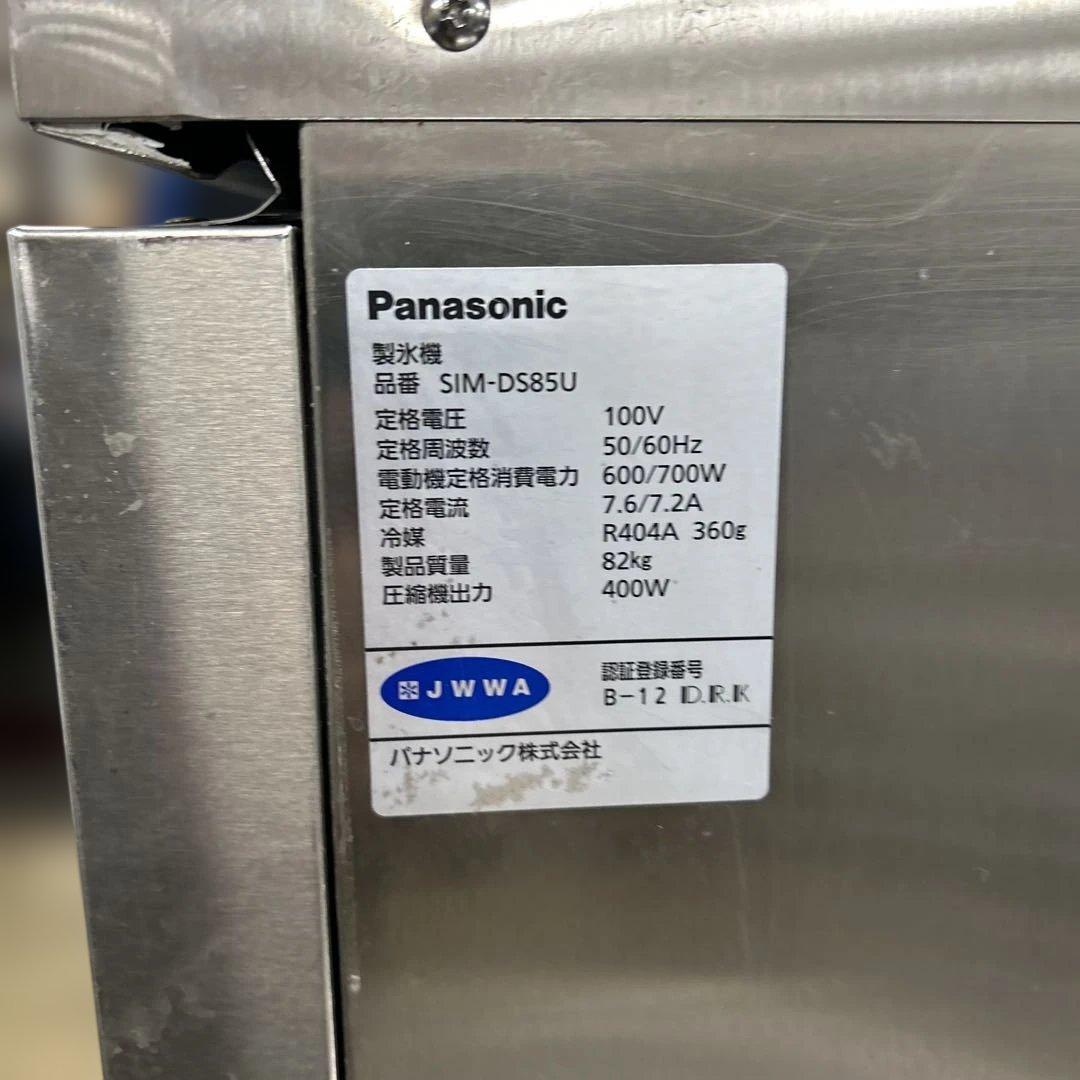 Panasonic
製氷機
品番 SIM-DS85U
定格電圧 100V
定格周波数 50/60Hz
電動機定格消費電力 600/700W
定格電流 7.6/7.2A
冷媒 R404A 360g
製品質量 82kg
圧縮機出力 400W
JWWA 認証登録番号
B-12 D.R.K
パナソニック株式会社